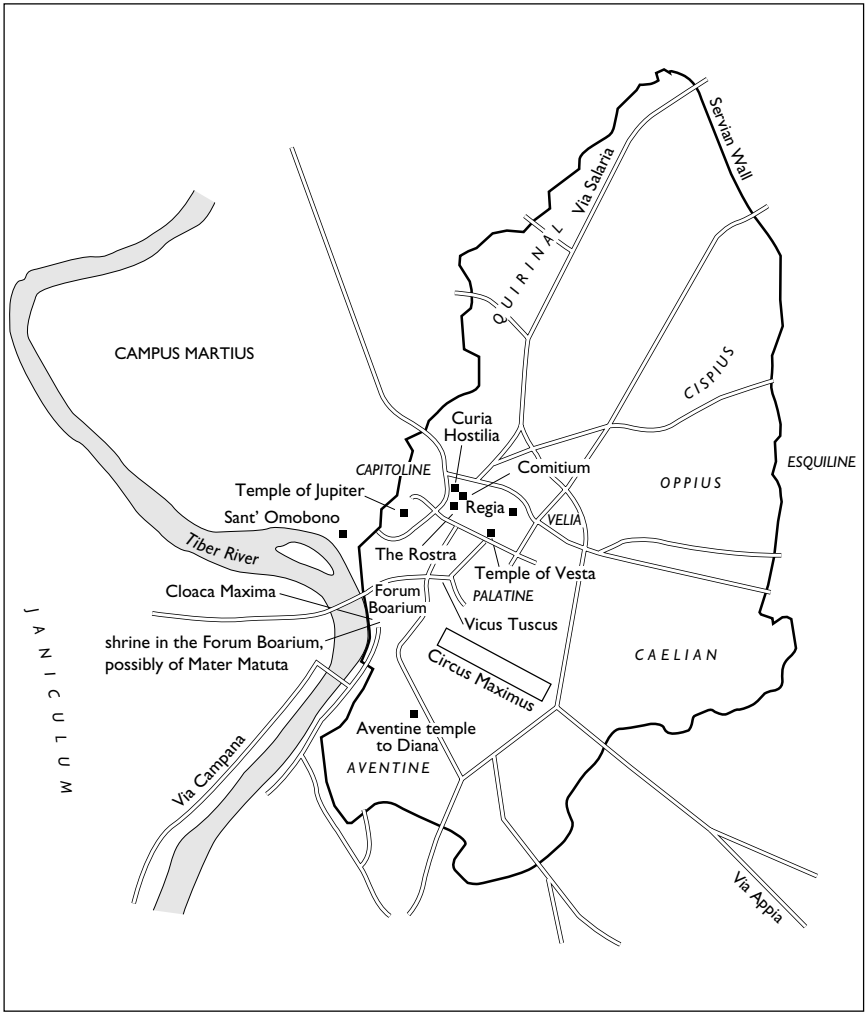 Servian Wall
Via Salaria
QUIRINAL
CAMPUS MARTIUS
CISPIUS
Curia
Hostilia
CAPITOLINE
Comitium
ESQUILINE
OPPIUS
Temple of Jupiter
Regia
Sant’ Omobono
VELIA
Tiber River
The Rostra
Temple of Vesta
Cloaca Maxima
Forum
Boarium
PALATINE
JANICULUM
Vicus Tuscus
shrine in the Forum Boarium,
possibly of Mater Matuta
CAELIAN
Circus Maximus
Aventine temple
to Diana
AVENTINE
Via Campana
Via Appia